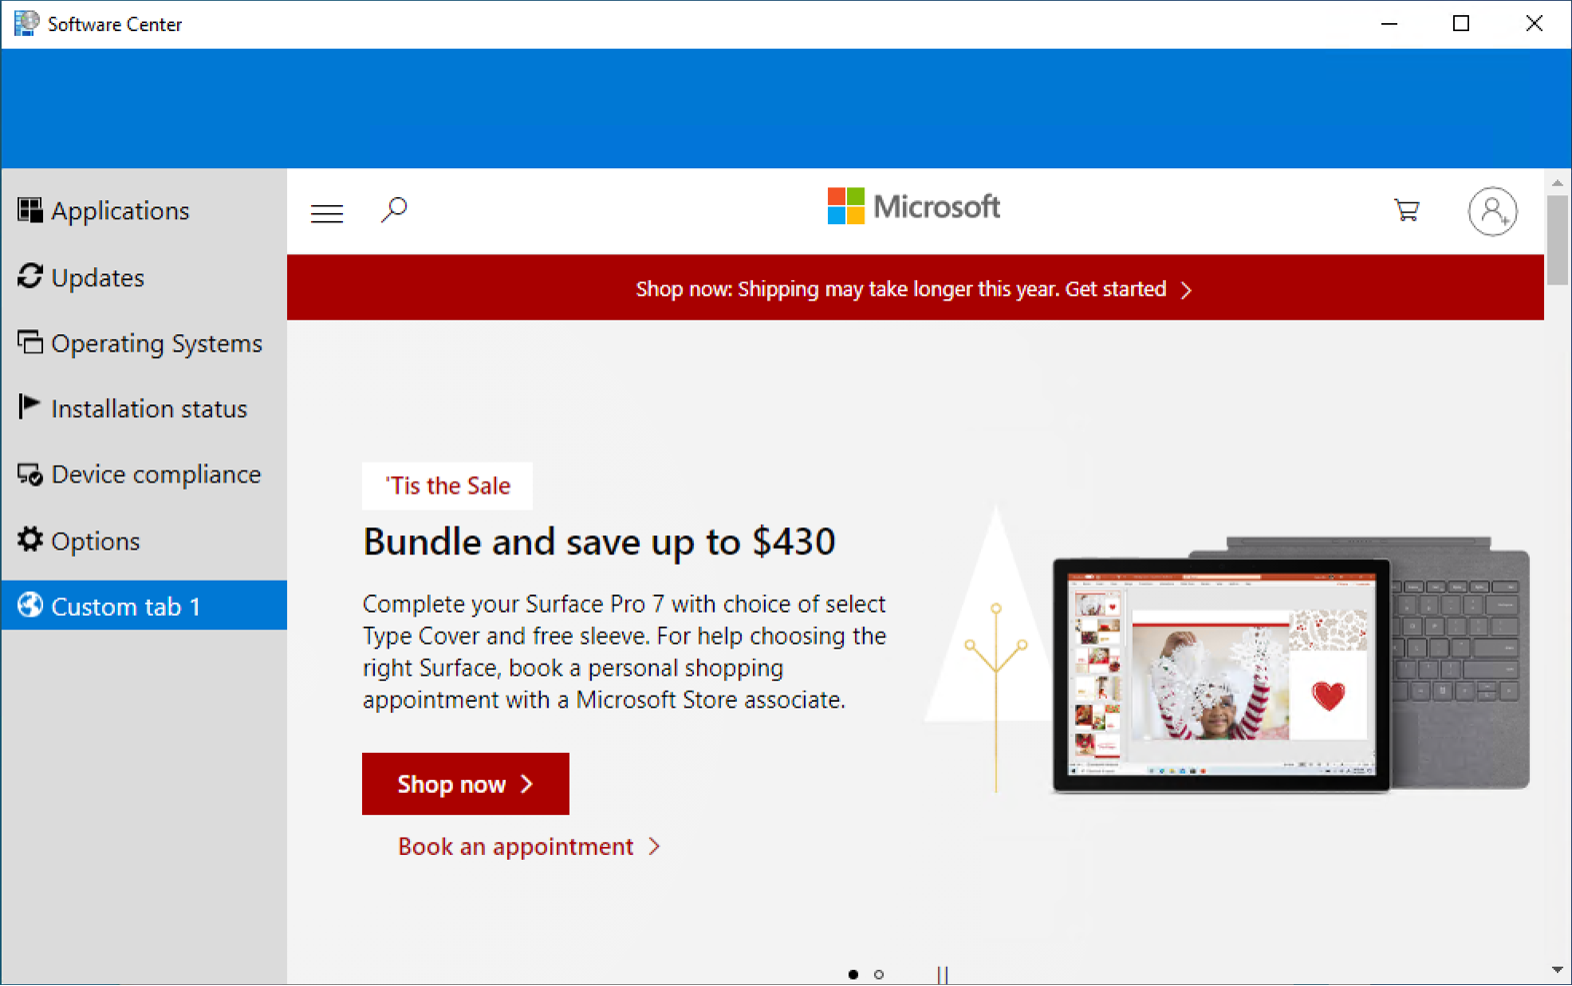 Software Center
Applications
Updates
Operating Systems
Installation status
Device compliance
Options
Custom tab 1
Microsoft
Shop now: Shipping may take longer this year. Get started
'Tis the Sale
Bundle and save up to $430
Complete your Surface Pro 7 with choice of select
Type Cover and free sleeve. For help choosing the
right Surface, book a personal shopping
appointment with a Microsoft Store associate.
Shop now
Book an appointment